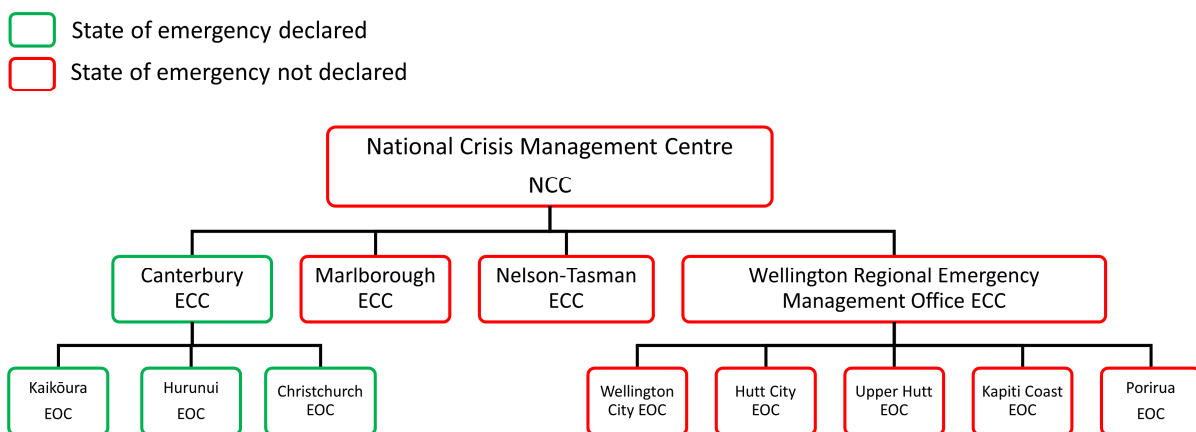 State of emergency declared
State of emergency not declared
National Crisis Management Centre
NCC
Canterbury
ECC
Marlborough
ECC
Nelson-Tasman
ECC
Wellington Regional Emergency
Management Office ECC
Kaikōura
EOC
Hurunui
EOC
Christchurch
EOC
Wellington
City EOC
Hutt City
EOC
Upper Hutt
EOC
Kapiti Coast
EOC
Porirua
EOC